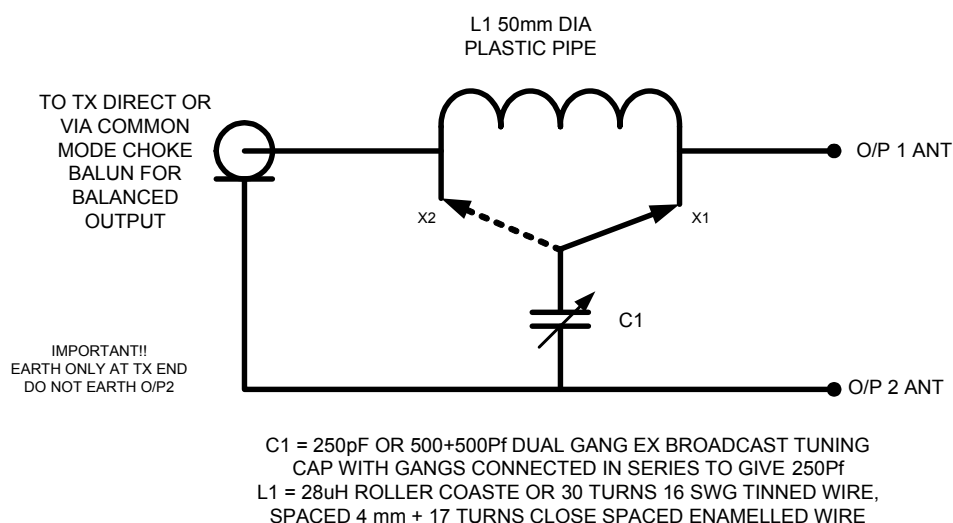 L1 50mm DIA
PLASTIC PIPE
TO TX DIRECT OR
VIA COMMON
MODE CHOKE
BALUN FOR
BALANCED
OUTPUT
O/P 1 ANT
X2
X1
C1
IMPORTANT!!
EARTH ONLY AT TX END
DO NOT EARTH O/P2
O/P 2 ANT
C1 = 250pF OR 500+500Pf DUAL GANG EX BROADCAST TUNING
CAP WITH GANGS CONNECTED IN SERIES TO GIVE 250Pf
L1 = 28uH ROLLER COASTE OR 30 TURNS 16 SWG TINNED WIRE,
SPACED 4 mm + 17 TURNS CLOSE SPACED ENAMELLED WIRE